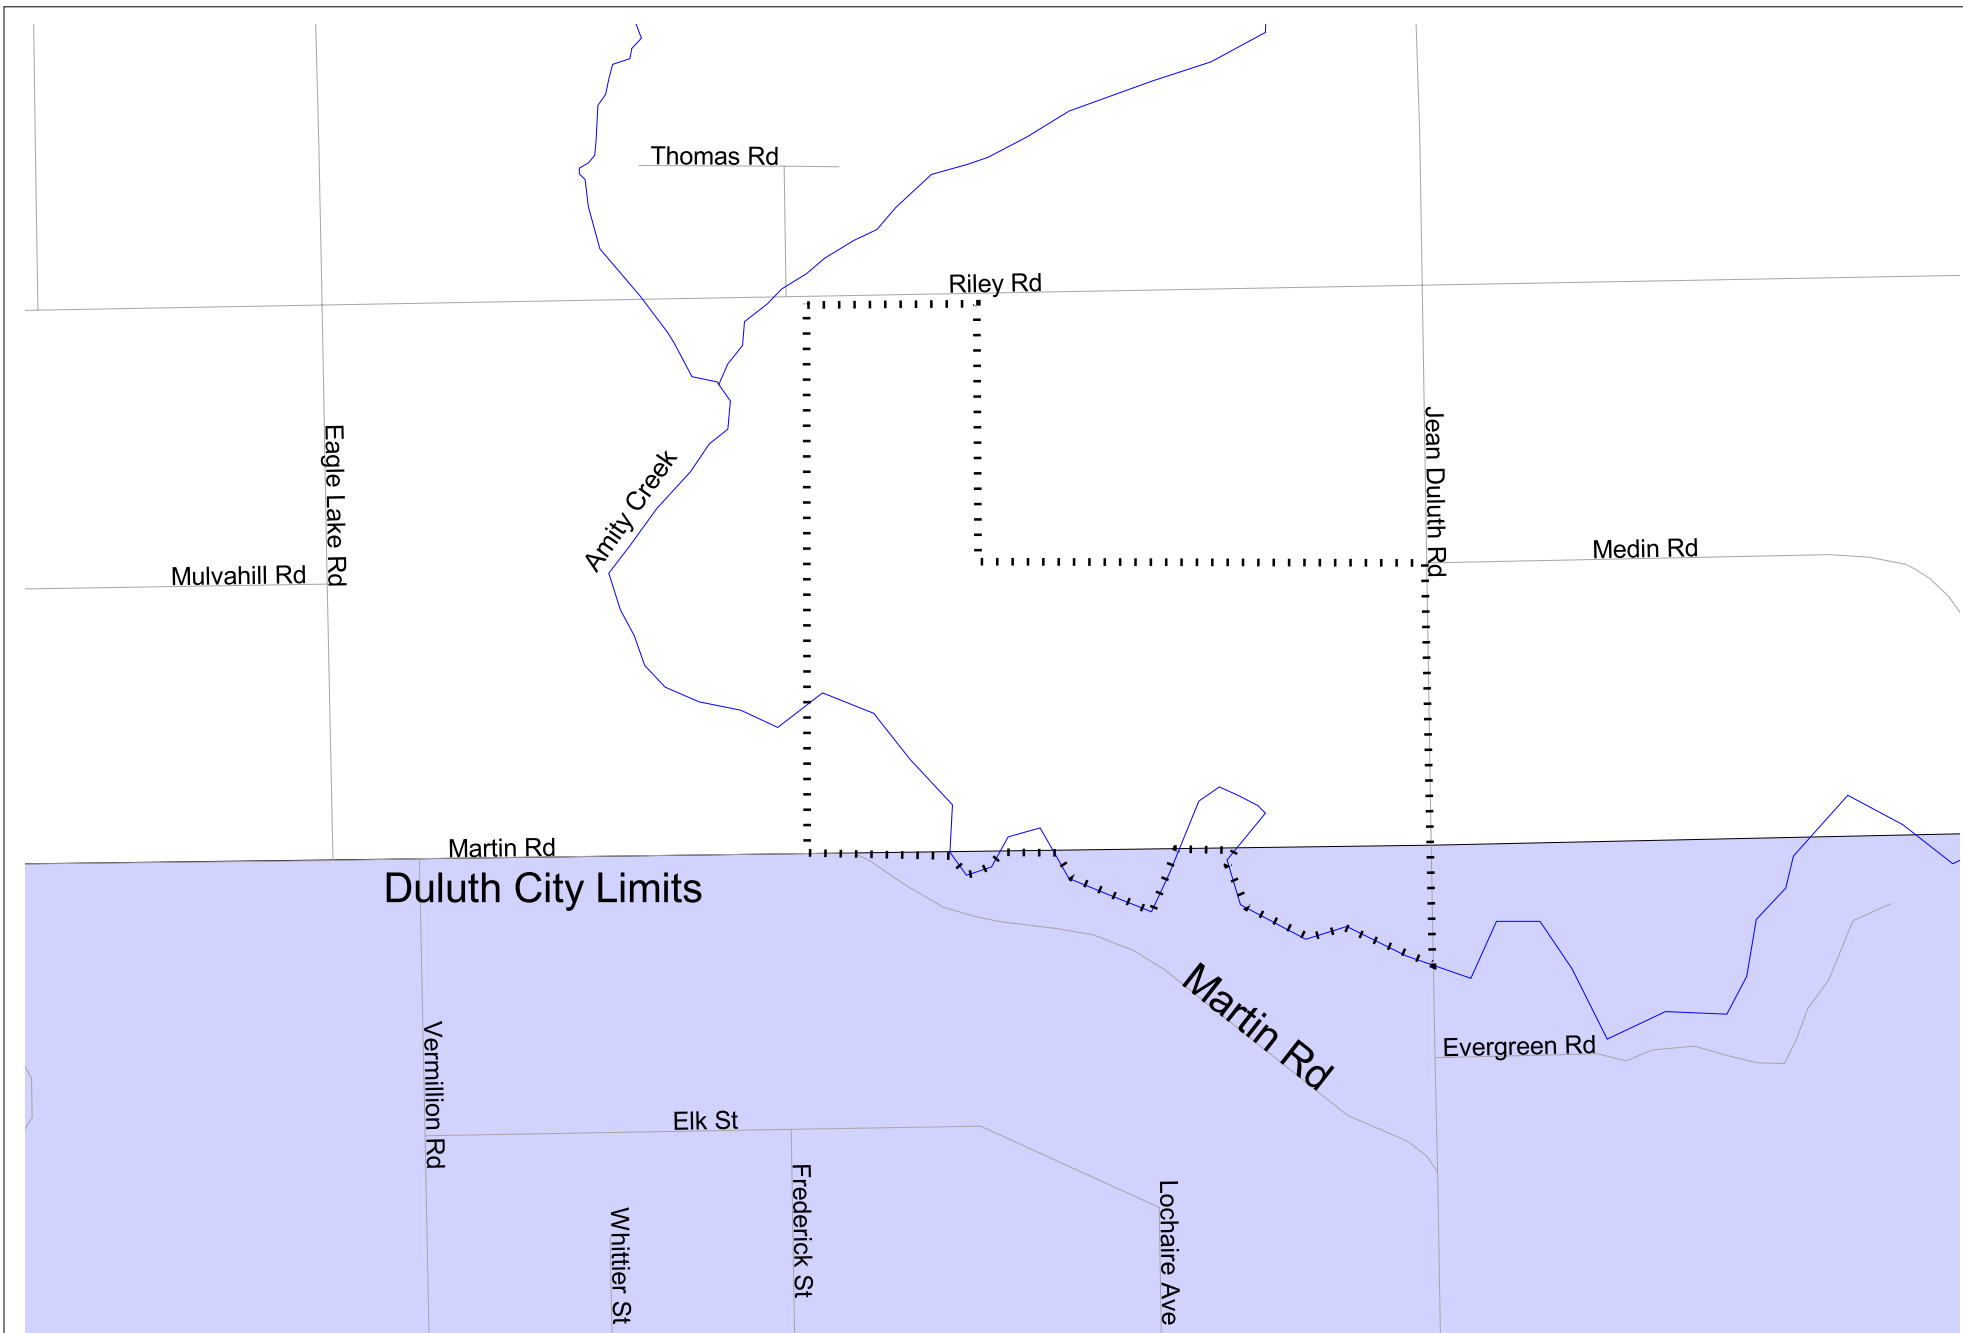 Thomas Rd
Riley Rd
Eagle Lake Rd
Jean Duluth Rd
Amity Creek
Medin Rd
Mulvahill Rd
Martin Rd
Duluth City Limits
Martin Rd
Vermillion Rd
Evergreen Rd
Elk St
Frederick St
Whittier St
Lochaire Ave